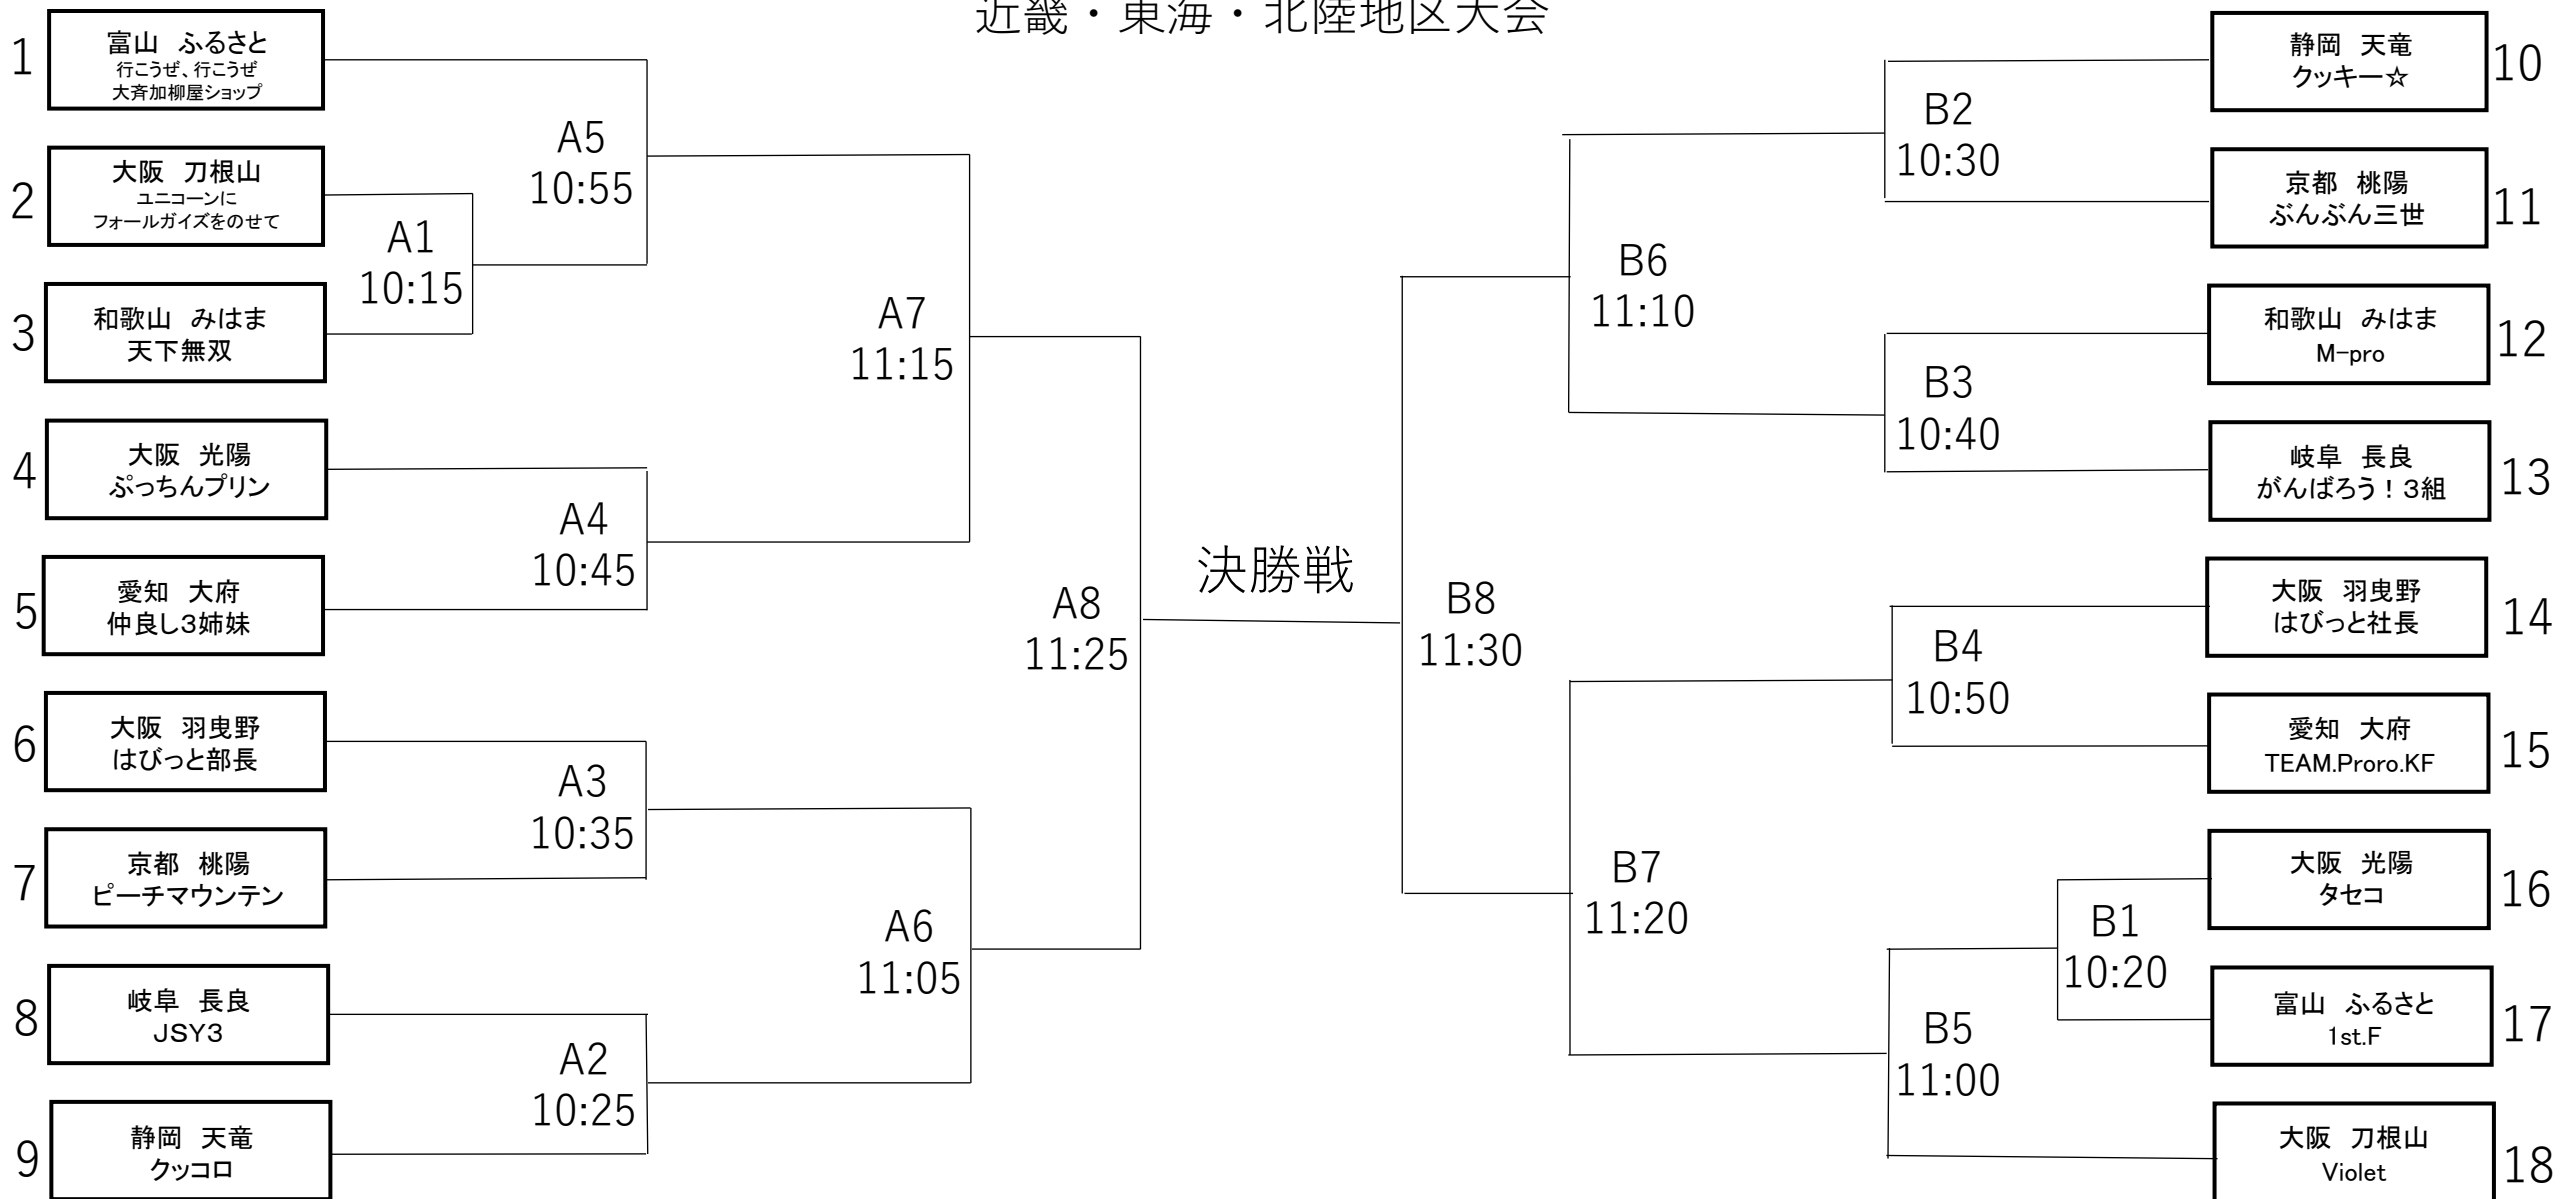 近畿・東海・北陸地区大会
1
富山　ふるさと
行こうぜ、行こうぜ
大斉加柳屋ショップ
2
大阪　刀根山
ユニコーンに
フォールガイズをのせて
3
和歌山　みはま
天下無双
4
大阪　光陽
ぷっちんプリン
5
愛知　大府
仲良し3姉妹
6
大阪　羽曳野
はびっと部長
7
京都　桃陽
ピーチマウンテン
8
岐阜　長良
JSY3
9
静岡　天竜
クッコロ
A1
10:15
A5
10:55
A4
10:45
A3
10:35
A2
10:25
A7
11:15
A6
11:05
A8
11:25
決勝戦
B8
11:30
B6
11:10
B7
11:20
B2
10:30
B3
10:40
B4
10:50
B5
11:00
B1
10:20
静岡　天竜
クッキー☆
10
京都　桃陽
ぶんぶん三世
11
和歌山　みはま
M-pro
12
岐阜　長良
がんばろう！3組
13
大阪　羽曳野
はびっと社長
14
愛知　大府
TEAM.Proro.KF
15
大阪　光陽
タセコ
16
富山　ふるさと
1st.F
17
大阪　刀根山
Violet
18